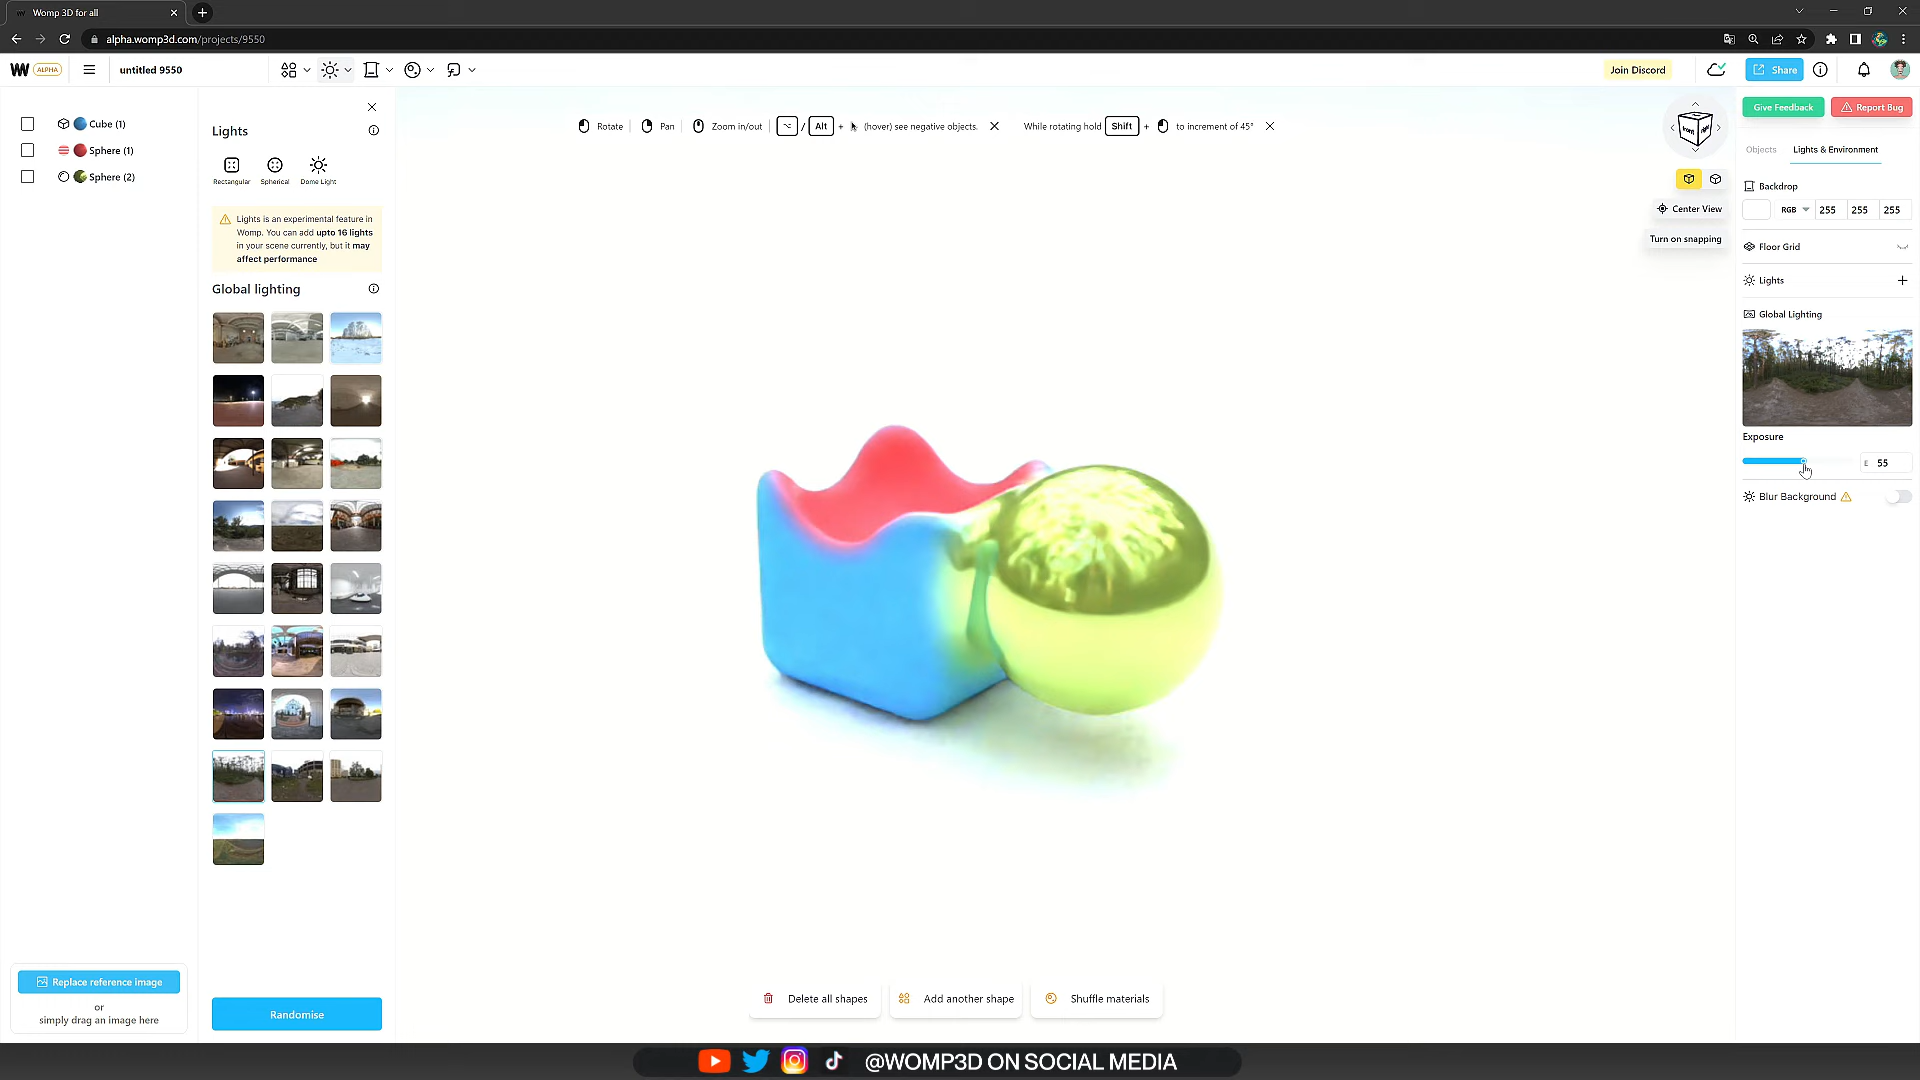 Womp 3D for all
alpha.womp3d.com/projects/9550
W ALPHA
untitled 9550
Join Discord
Share
Cube (1)
Sphere (1)
Sphere (2)
Replace reference image
or
simply drag an image here
Lights
Rectangular
Spherical
Dome Light
Lights is an experimental feature in
Womp. You can add upto 16 lights
in your scene currently, but it may
affect performance
Global lighting
Randomise
Rotate
Pan
Zoom in/out
⌥ / Alt + (hover) see negative objects.
While rotating hold Shift + to increment of 45°
front
right
Center View
Turn on snapping
Delete all shapes
Add another shape
Shuffle materials
Give Feedback
Report Bug
Objects
Lights & Environment
Backdrop
RGB 255 255 255
Floor Grid
Lights
Global Lighting
Exposure
E 55
Blur Background
@WOMP3D ON SOCIAL MEDIA